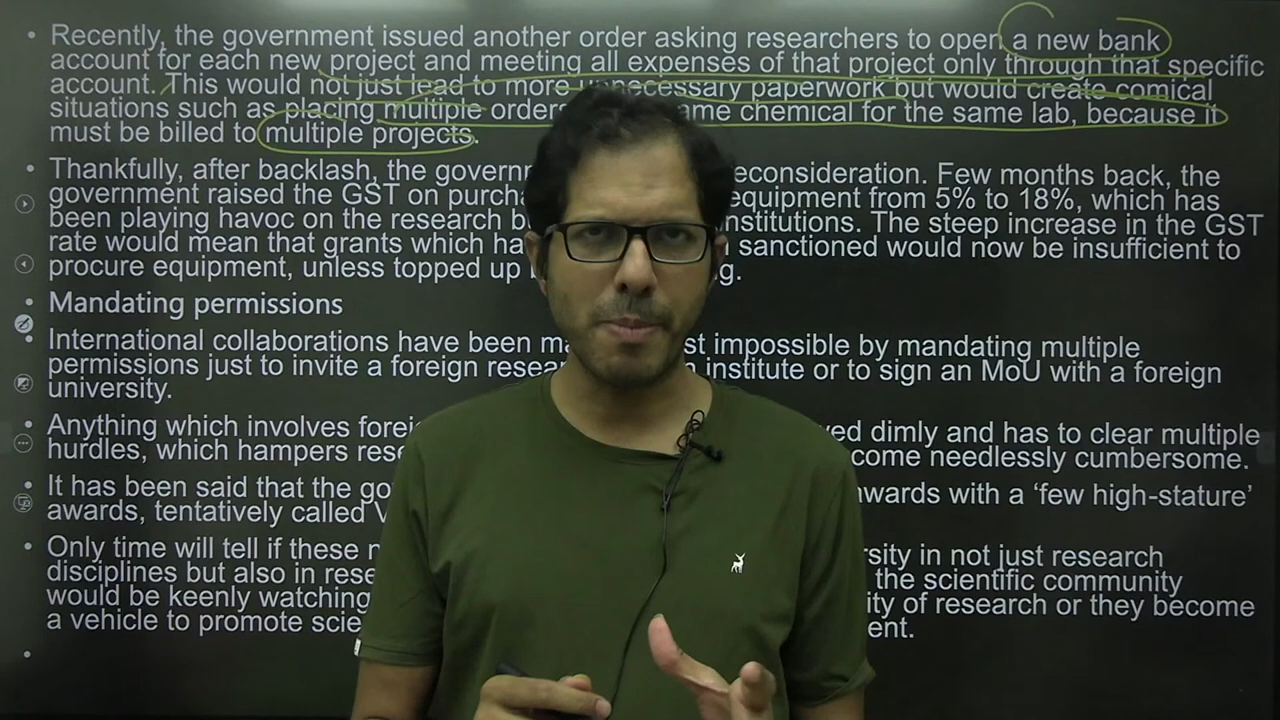 • Recently, the government issued another order asking researchers to open a new bank
account for each new project and meeting all expenses of that project only through that specific
account. This would not just lead to more unnecessary paperwork but would create comical
situations such as placing multiple orders ame chemical for the same lab, because it
must be billed to multiple projects.
• Thankfully, after backlash, the governm econsideration. Few months back, the
government raised the GST on purcha equipment from 5% to 18%, which has
been playing havoc on the research b nstitutions. The steep increase in the GST
rate would mean that grants which ha sanctioned would now be insufficient to
procure equipment, unless topped up g.
• Mandating permissions
• International collaborations have been ma st impossible by mandating multiple
permissions just to invite a foreign resear n institute or to sign an MoU with a foreign
university.
• Anything which involves forei ved dimly and has to clear multiple
hurdles, which hampers rese come needlessly cumbersome.
• It has been said that the go awards with a ‘few high-stature’
awards, tentatively called V
• Only time will tell if these n rsity in not just research
disciplines but also in rese the scientific community
would be keenly watching ity of research or they become
a vehicle to promote scie ent.
•